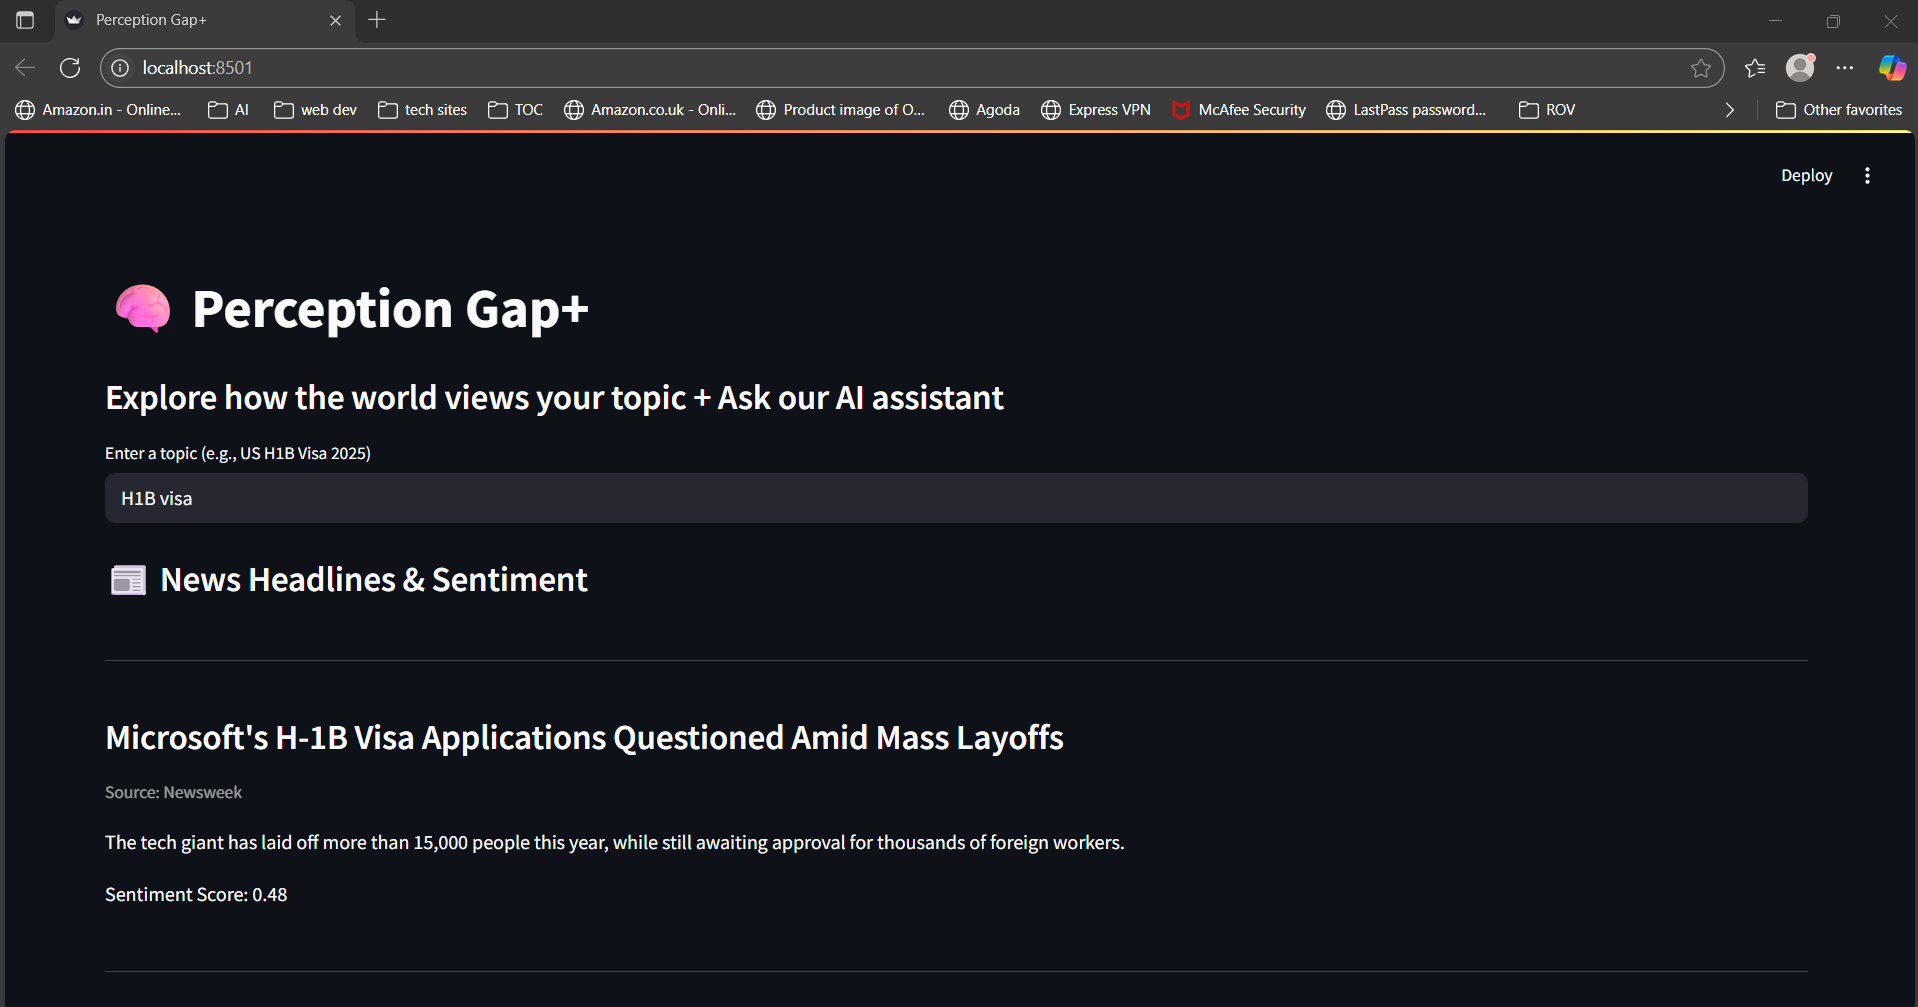 Perception Gap+
localhost:8501
Amazon.in - Online... AI web dev tech sites TOC Amazon.co.uk - Onli... Product image of O... Agoda Express VPN McAfee Security LastPass password... ROV Other favorites
Deploy
Perception Gap+
Explore how the world views your topic + Ask our AI assistant
Enter a topic (e.g., US H1B Visa 2025)
H1B visa
News Headlines & Sentiment
Microsoft's H-1B Visa Applications Questioned Amid Mass Layoffs
Source: Newsweek
The tech giant has laid off more than 15,000 people this year, while still awaiting approval for thousands of foreign workers.
Sentiment Score: 0.48